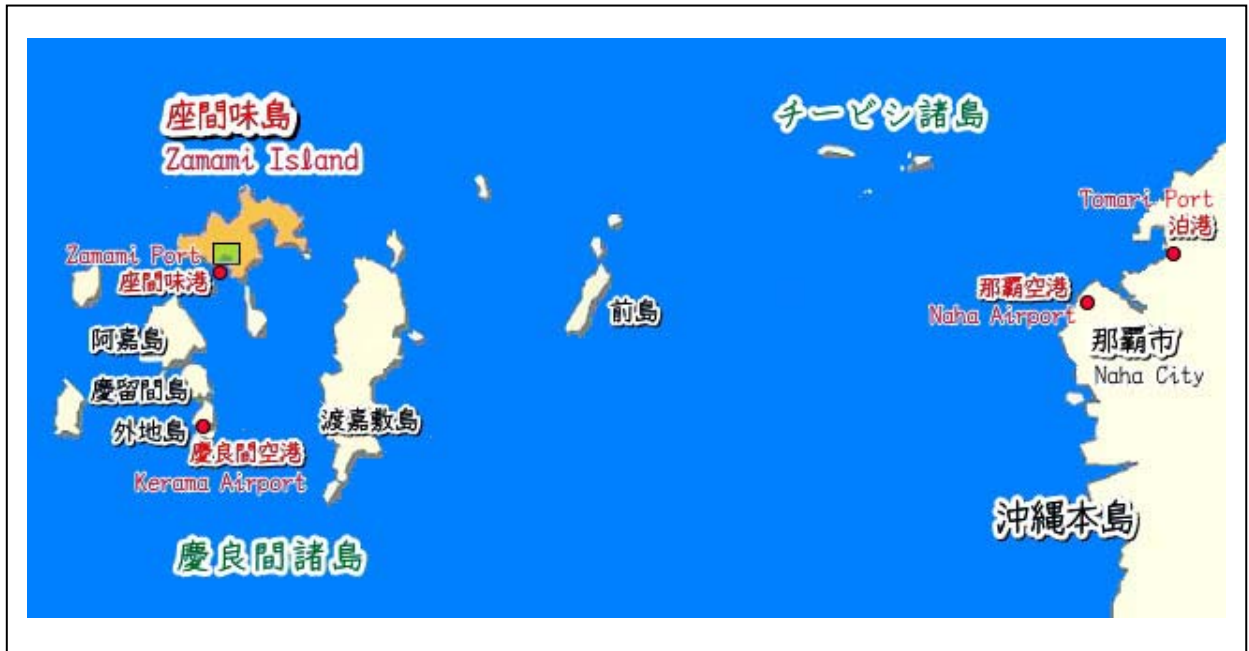 座間味島
Zamami Island
チービシ諸島
Tomari Port
泊港
Zamami Port
座間味港
前島
那覇空港
Naha Airport
那覇市
Naha City
阿嘉島
慶留間島
外地島
慶良間空港
Kerama Airport
渡嘉敷島
沖縄本島
慶良間諸島